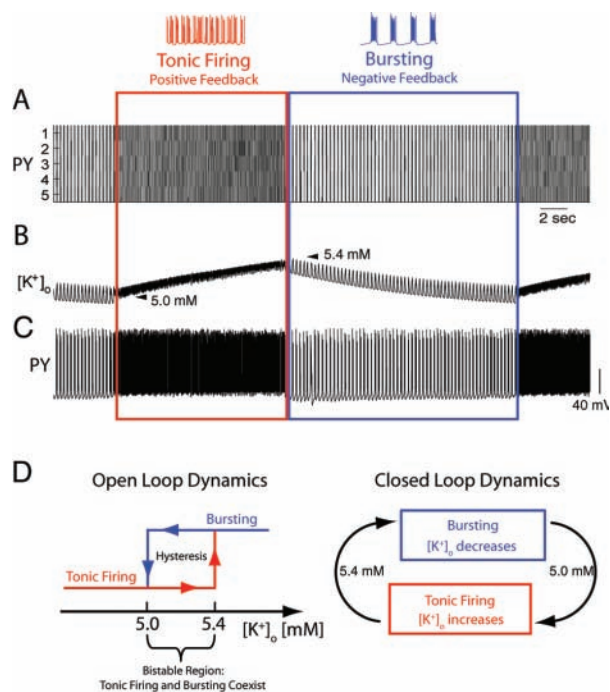 Tonic Firing
Positive Feedback
Bursting
Negative Feedback
A
1
2
PY 3
4
5
2 sec
B
[K⁺]ₒ
5.0 mM
5.4 mM
C
PY
40 mV
D
Open Loop Dynamics
Bursting
Hysteresis
Tonic Firing
5.0
5.4
[K⁺]ₒ [mM]
Bistable Region:
Tonic Firing and Bursting Coexist
Closed Loop Dynamics
Bursting
[K⁺]ₒ decreases
5.4 mM
5.0 mM
Tonic Firing
[K⁺]ₒ increases